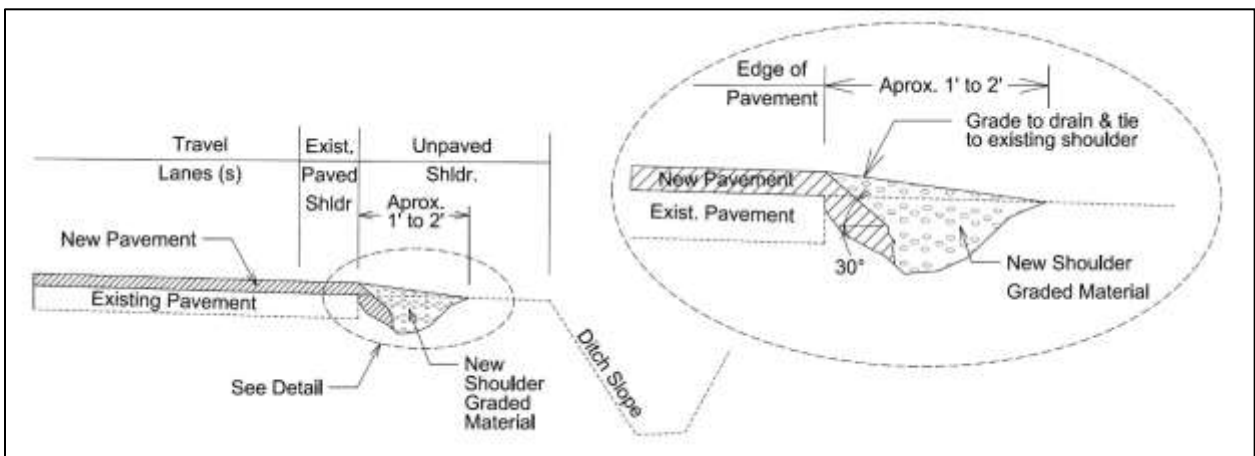 Travel
Lanes (s)
Exist.
Paved
Shldr
Unpaved
Shldr.
Aprox.
1' to 2'
New Pavement
Existing Pavement
See Detail
New
Shoulder
Graded
Material
Ditch Slope
Edge of
Pavement
Aprox. 1' to 2'
Grade to drain & tie
to existing shoulder
New Pavement
Exist. Pavement
30°
New Shoulder
Graded Material